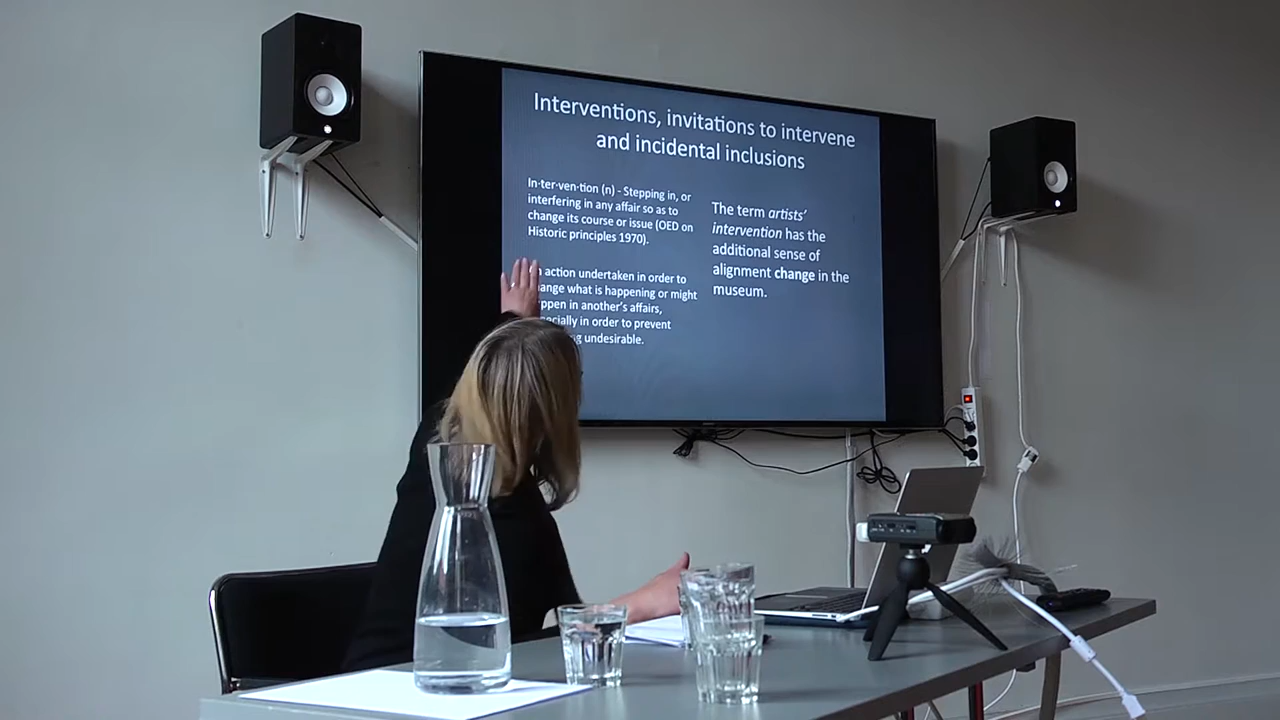 Interventions, invitations to intervene
and incidental inclusions
In·ter·ven·tion (n) - Stepping in, or
interfering in any affair so as to
change its course or issue (OED on
Historic principles 1970).
action undertaken in order to
what is happening or might
in another's affairs,
in order to prevent
undesirable.
The term artists'
intervention has the
additional sense of
alignment change in the
museum.